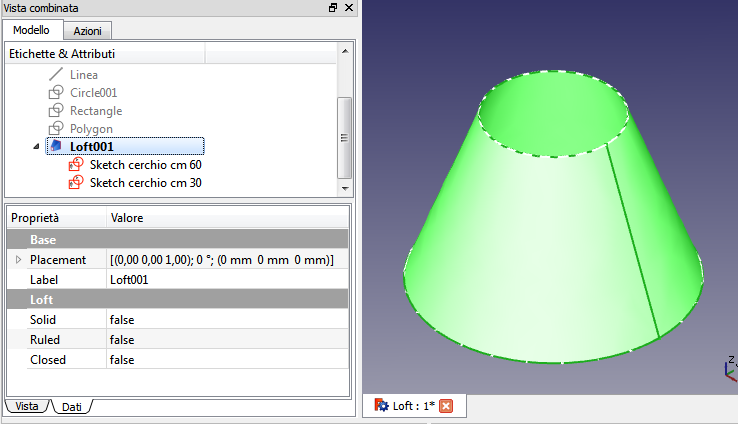 Vista combinata
Modello
Azioni
Etichette & Attributi
Linea
Circle001
Rectangle
Polygon
Loft001
Sketch cerchio cm 60
Sketch cerchio cm 30
Proprietà Valore
Base
Placement [(0,00 0,00 1,00); 0 °; (0 mm 0 mm 0 mm)]
Label Loft001
Loft
Solid false
Ruled false
Closed false
Vista
Dati
Loft : 1*
Z